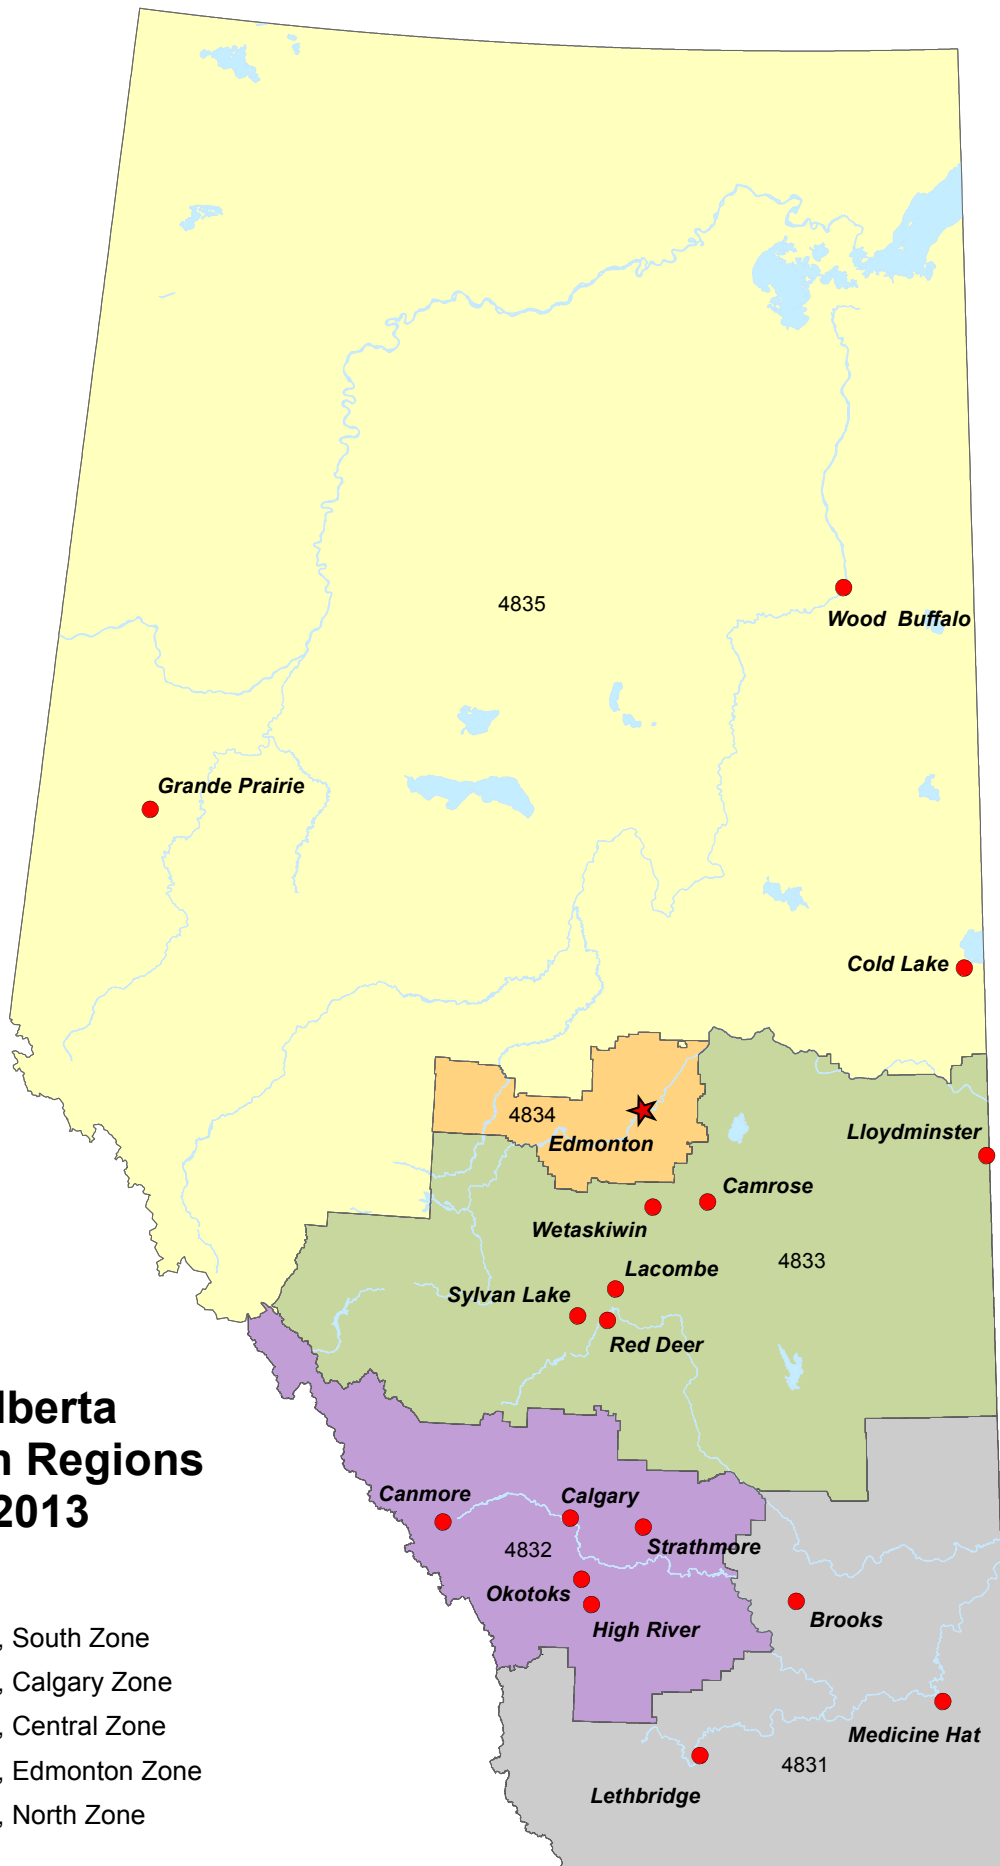 4835
Wood Buffalo
Grande Prairie
Cold Lake
4834
Edmonton
Lloydminster
Camrose
Wetaskiwin
4833
Lacombe
Sylvan Lake
Red Deer
lberta
Regions
2013
Canmore
Calgary
Strathmore
4832
Okotoks
High River
Brooks
, South Zone
, Calgary Zone
, Central Zone
, Edmonton Zone
, North Zone
Medicine Hat
4831
Lethbridge